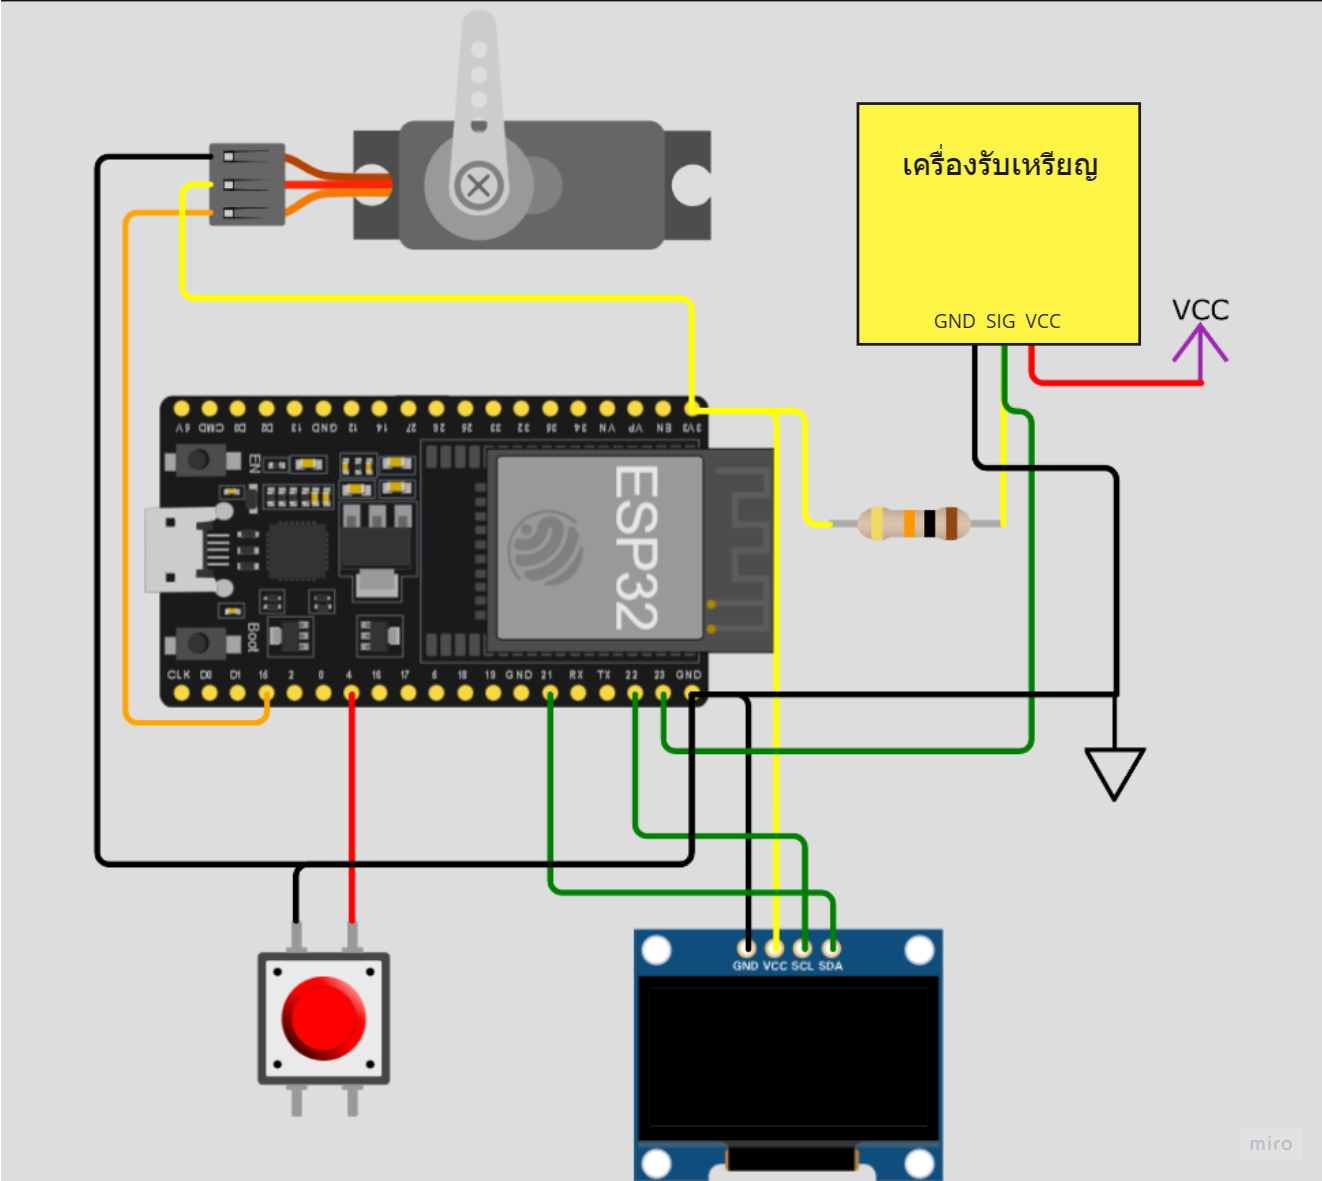 เครื่องรับเหรียญ
GND SIG VCC
VCC
5V CMD D3 D2 13 GND 12 14 27 26 25 33 32 35 34 VN VP EN 3V3
EN
ESP32
Boot
CLK D0 D1 15 2 0 4 16 17 5 18 19 GND 21 RX TX 22 23 GND
GND VCC SCL SDA
miro